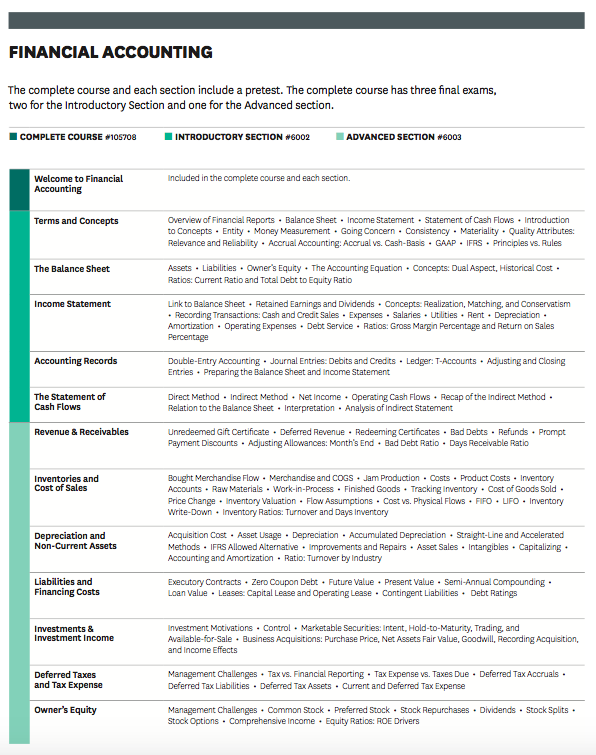 FINANCIAL ACCOUNTING
The complete course and each section include a pretest. The complete course has three final exams,
two for the Introductory Section and one for the Advanced section.
COMPLETE COURSE #105708 INTRODUCTORY SECTION #6002 ADVANCED SECTION #6003
Welcome to Financial
Accounting
Included in the complete course and each section.
Terms and Concepts
Overview of Financial Reports • Balance Sheet • Income Statement • Statement of Cash Flows • Introduction
to Concepts • Entity • Money Measurement • Going Concern • Consistency • Materiality • Quality Attributes:
Relevance and Reliability • Accrual Accounting: Accrual vs. Cash-Basis • GAAP • IFRS • Principles vs. Rules
The Balance Sheet
Assets • Liabilities • Owner's Equity • The Accounting Equation • Concepts: Dual Aspect, Historical Cost •
Ratios: Current Ratio and Total Debt to Equity Ratio
Income Statement
Link to Balance Sheet • Retained Earnings and Dividends • Concepts: Realization, Matching, and Conservatism
• Recording Transactions: Cash and Credit Sales • Expenses • Salaries • Utilities • Rent • Depreciation •
Amortization • Operating Expenses • Debt Service • Ratios: Gross Margin Percentage and Return on Sales
Percentage
Accounting Records
Double-Entry Accounting • Journal Entries: Debits and Credits • Ledger: T-Accounts • Adjusting and Closing
Entries • Preparing the Balance Sheet and Income Statement
The Statement of
Cash Flows
Direct Method • Indirect Method • Net Income • Operating Cash Flows • Recap of the Indirect Method •
Relation to the Balance Sheet • Interpretation • Analysis of Indirect Statement
Revenue & Receivables
Unredeemed Gift Certificate • Deferred Revenue • Redeeming Certificates • Bad Debts • Refunds • Prompt
Payment Discounts • Adjusting Allowances: Month's End • Bad Debt Ratio • Days Receivable Ratio
Inventories and
Cost of Sales
Bought Merchandise Flow • Merchandise and COGS • Jam Production • Costs • Product Costs • Inventory
Accounts • Raw Materials • Work-in-Process • Finished Goods • Tracking Inventory • Cost of Goods Sold •
Price Change • Inventory Valuation • Flow Assumptions • Cost vs. Physical Flows • FIFO • LIFO • Inventory
Write-Down • Inventory Ratios: Turnover and Days Inventory
Depreciation and
Non-Current Assets
Acquisition Cost • Asset Usage • Depreciation • Accumulated Depreciation • Straight-Line and Accelerated
Methods • IFRS Allowed Alternative • Improvements and Repairs • Asset Sales • Intangibles • Capitalizing •
Accounting and Amortization • Ratio: Turnover by Industry
Liabilities and
Financing Costs
Executory Contracts • Zero Coupon Debt • Future Value • Present Value • Semi-Annual Compounding •
Loan Value • Leases: Capital Lease and Operating Lease • Contingent Liabilities • Debt Ratings
Investments &
Investment Income
Investment Motivations • Control • Marketable Securities: Intent, Hold-to-Maturity, Trading, and
Available-for-Sale • Business Acquisitions: Purchase Price, Net Assets Fair Value, Goodwill, Recording Acquisition,
and Income Effects
Deferred Taxes
and Tax Expense
Management Challenges • Tax vs. Financial Reporting • Tax Expense vs. Taxes Due • Deferred Tax Accruals •
Deferred Tax Liabilities • Deferred Tax Assets • Current and Deferred Tax Expense
Owner's Equity
Management Challenges • Common Stock • Preferred Stock • Stock Repurchases • Dividends • Stock Splits •
Stock Options • Comprehensive Income • Equity Ratios: ROE Drivers